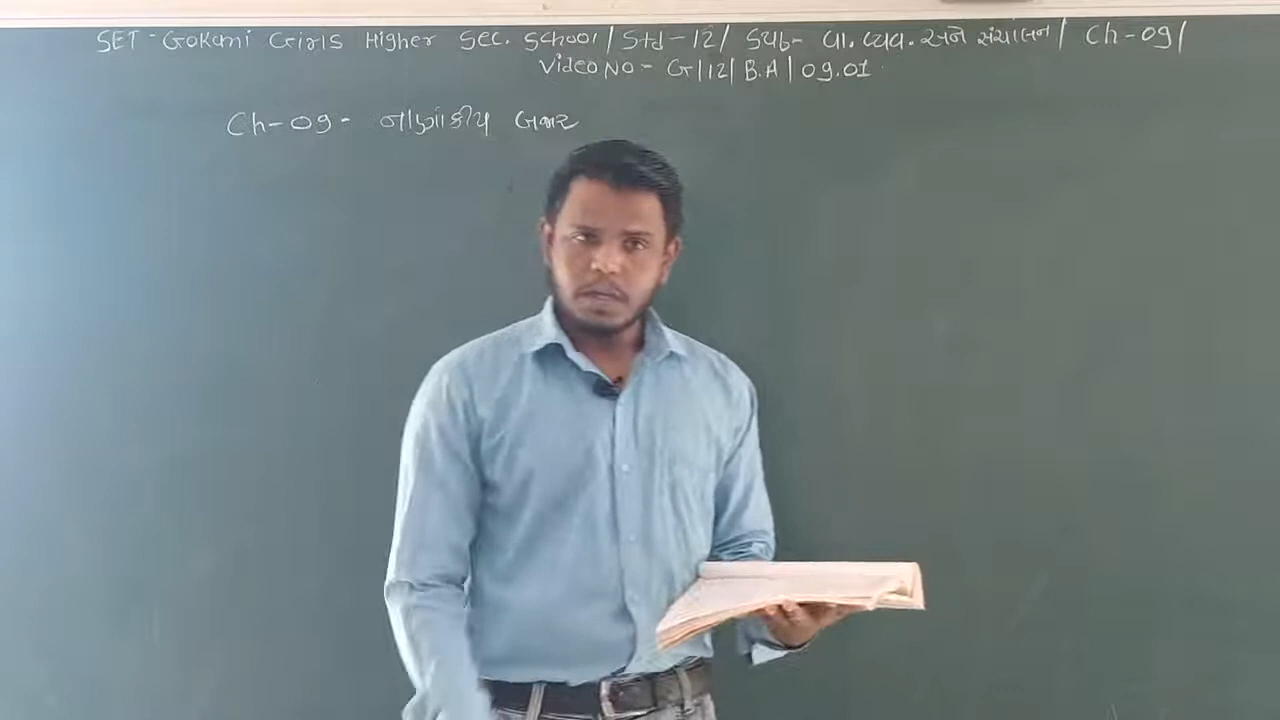 SET - Gokani Girls Higher Sec. School / Std - 12 / Sub - વા. વ્યવ. અને સંચાલન / Ch - 09 /
Video No - G / 12 / B.A / 09.01
Ch - 09 - નાણાંકીય બજાર